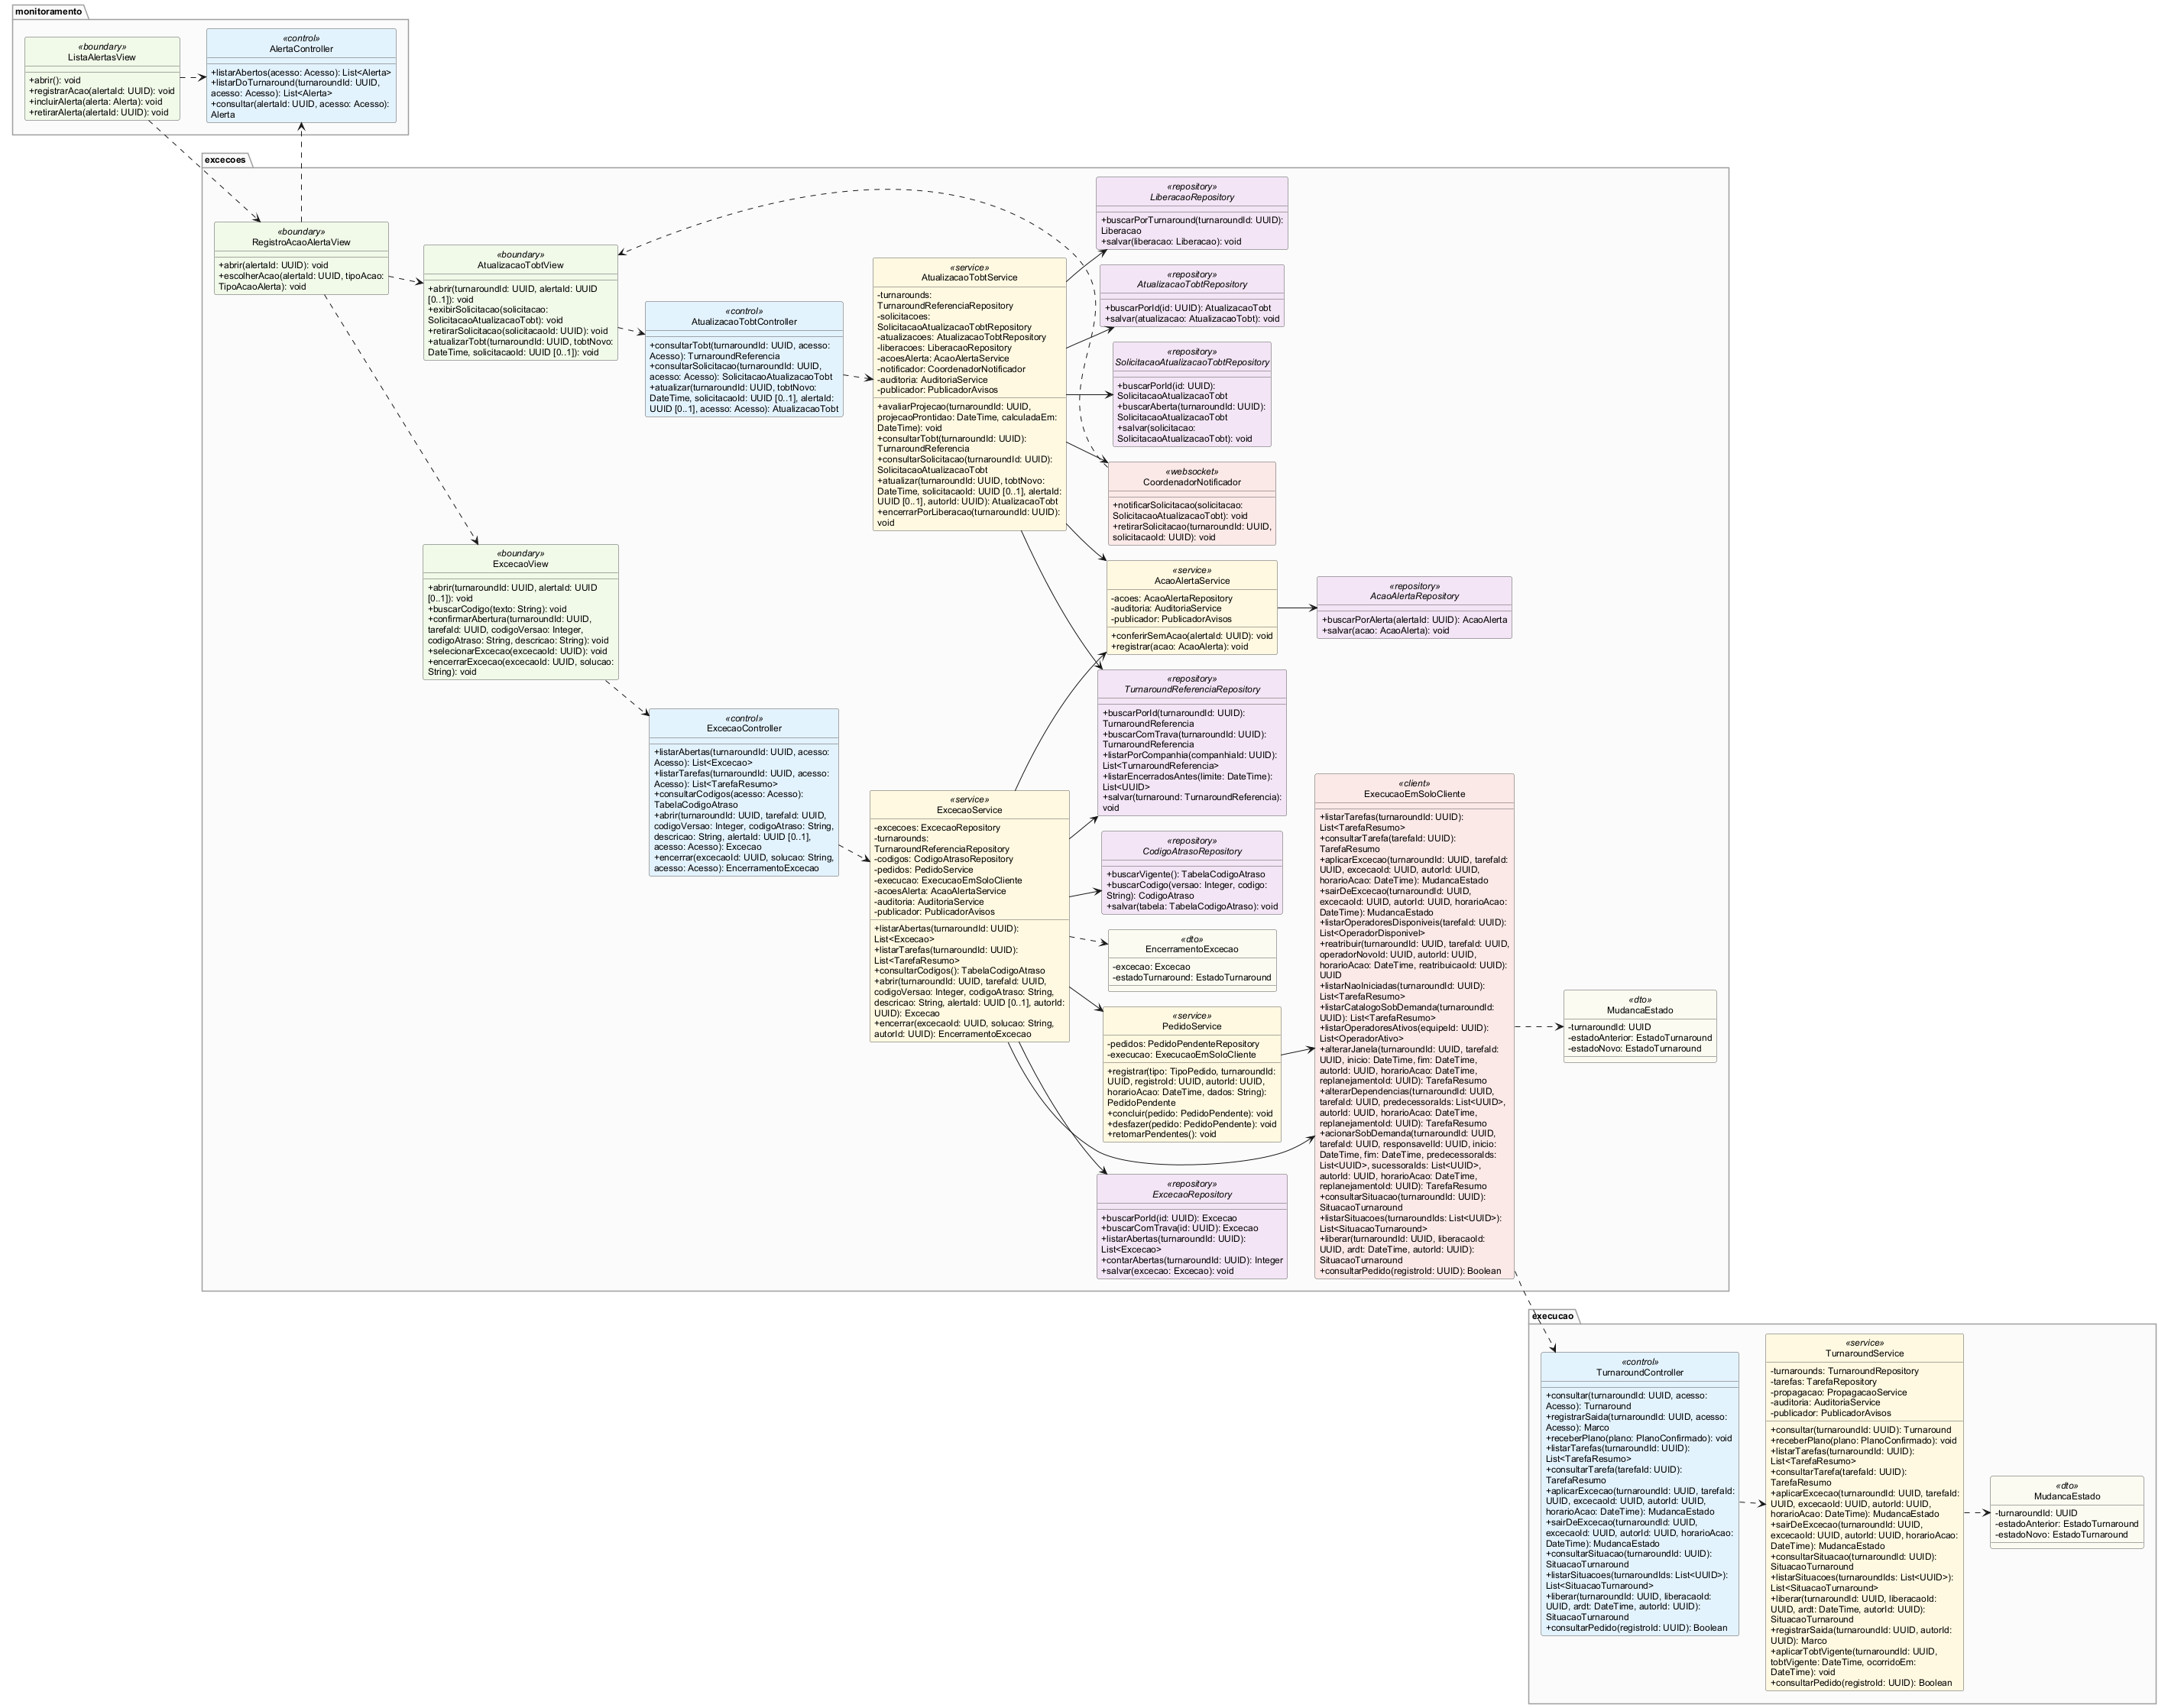 monitoramento
«boundary»
ListaAlertasView
+abrir(): void
+registrarAcao(alertaId: UUID): void
+incluirAlerta(alerta: Alerta): void
+retirarAlerta(alertaId: UUID): void
«control»
AlertaController
+listarAbertos(acesso: Acesso): List<Alerta>
+listarDoTurnaround(turnaroundId: UUID,
acesso: Acesso): List<Alerta>
+consultar(alertaId: UUID, acesso: Acesso):
Alerta
excecoes
«boundary»
RegistroAcaoAlertaView
+abrir(alertaId: UUID): void
+escolherAcao(alertaId: UUID, tipoAcao:
TipoAcaoAlerta): void
«boundary»
AtualizacaoTobtView
+abrir(turnaroundId: UUID, alertaId: UUID
[0..1]): void
+exibirSolicitacao(solicitacao:
SolicitacaoAtualizacaoTobt): void
+retirarSolicitacao(solicitacaoId: UUID): void
+atualizarTobt(turnaroundId: UUID, tobtNovo:
DateTime, solicitacaoId: UUID [0..1]): void
«control»
AtualizacaoTobtController
+consultarTobt(turnaroundId: UUID, acesso:
Acesso): TurnaroundReferencia
+consultarSolicitacao(turnaroundId: UUID,
acesso: Acesso): SolicitacaoAtualizacaoTobt
+atualizar(turnaroundId: UUID, tobtNovo:
DateTime, solicitacaoId: UUID [0..1], alertaId:
UUID [0..1], acesso: Acesso): AtualizacaoTobt
«service»
AtualizacaoTobtService
-turnarounds:
TurnaroundReferenciaRepository
-solicitacoes:
SolicitacaoAtualizacaoTobtRepository
-atualizacoes: AtualizacaoTobtRepository
-liberacoes: LiberacaoRepository
-acoesAlerta: AcaoAlertaService
-notificador: CoordenadorNotificador
-auditoria: AuditoriaService
-publicador: PublicadorAvisos
+avaliarProjecao(turnaroundId: UUID,
projecaoProntidao: DateTime, calculadaEm:
DateTime): void
+consultarTobt(turnaroundId: UUID):
TurnaroundReferencia
+consultarSolicitacao(turnaroundId: UUID):
SolicitacaoAtualizacaoTobt
+atualizar(turnaroundId: UUID, tobtNovo:
DateTime, solicitacaoId: UUID [0..1], alertaId:
UUID [0..1], autorId: UUID): AtualizacaoTobt
+encerrarPorLiberacao(turnaroundId: UUID):
void
«repository»
LiberacaoRepository
+buscarPorTurnaround(turnaroundId: UUID):
Liberacao
+salvar(liberacao: Liberacao): void
«repository»
AtualizacaoTobtRepository
+buscarPorId(id: UUID): AtualizacaoTobt
+salvar(atualizacao: AtualizacaoTobt): void
«repository»
SolicitacaoAtualizacaoTobtRepository
+buscarPorId(id: UUID):
SolicitacaoAtualizacaoTobt
+buscarAberta(turnaroundId: UUID):
SolicitacaoAtualizacaoTobt
+salvar(solicitacao:
SolicitacaoAtualizacaoTobt): void
«websocket»
CoordenadorNotificador
+notificarSolicitacao(solicitacao:
SolicitacaoAtualizacaoTobt): void
+retirarSolicitacao(turnaroundId: UUID,
solicitacaoId: UUID): void
«service»
AcaoAlertaService
-acoes: AcaoAlertaRepository
-auditoria: AuditoriaService
-publicador: PublicadorAvisos
+conferirSemAcao(alertaId: UUID): void
+registrar(acao: AcaoAlerta): void
«repository»
AcaoAlertaRepository
+buscarPorAlerta(alertaId: UUID): AcaoAlerta
+salvar(acao: AcaoAlerta): void
«boundary»
ExcecaoView
+abrir(turnaroundId: UUID, alertaId: UUID
[0..1]): void
+buscarCodigo(texto: String): void
+confirmarAbertura(turnaroundId: UUID,
tarefaId: UUID, codigoVersao: Integer,
codigoAtraso: String, descricao: String): void
+selecionarExcecao(excecaoId: UUID): void
+encerrarExcecao(excecaoId: UUID, solucao:
String): void
«control»
ExcecaoController
+listarAbertas(turnaroundId: UUID, acesso:
Acesso): List<Excecao>
+listarTarefas(turnaroundId: UUID, acesso:
Acesso): List<TarefaResumo>
+consultarCodigos(acesso: Acesso):
TabelaCodigoAtraso
+abrir(turnaroundId: UUID, tarefaId: UUID,
codigoVersao: Integer, codigoAtraso: String,
descricao: String, alertaId: UUID [0..1],
acesso: Acesso): Excecao
+encerrar(excecaoId: UUID, solucao: String,
acesso: Acesso): EncerramentoExcecao
«service»
ExcecaoService
-excecoes: ExcecaoRepository
-turnarounds:
TurnaroundReferenciaRepository
-codigos: CodigoAtrasoRepository
-pedidos: PedidoService
-execucao: ExecucaoEmSoloCliente
-acoesAlerta: AcaoAlertaService
-auditoria: AuditoriaService
-publicador: PublicadorAvisos
+listarAbertas(turnaroundId: UUID):
List<Excecao>
+listarTarefas(turnaroundId: UUID):
List<TarefaResumo>
+consultarCodigos(): TabelaCodigoAtraso
+abrir(turnaroundId: UUID, tarefaId: UUID,
codigoVersao: Integer, codigoAtraso: String,
descricao: String, alertaId: UUID [0..1], autorId:
UUID): Excecao
+encerrar(excecaoId: UUID, solucao: String,
autorId: UUID): EncerramentoExcecao
«repository»
TurnaroundReferenciaRepository
+buscarPorId(turnaroundId: UUID):
TurnaroundReferencia
+buscarComTrava(turnaroundId: UUID):
TurnaroundReferencia
+listarPorCompanhia(companhiaId: UUID):
List<TurnaroundReferencia>
+listarEncerradosAntes(limite: DateTime):
List<UUID>
+salvar(turnaround: TurnaroundReferencia):
void
«repository»
CodigoAtrasoRepository
+buscarVigente(): TabelaCodigoAtraso
+buscarCodigo(versao: Integer, codigo:
String): CodigoAtraso
+salvar(tabela: TabelaCodigoAtraso): void
«dto»
EncerramentoExcecao
-excecao: Excecao
-estadoTurnaround: EstadoTurnaround
«service»
PedidoService
-pedidos: PedidoPendenteRepository
-execucao: ExecucaoEmSoloCliente
+registrar(tipo: TipoPedido, turnaroundId:
UUID, registroId: UUID, autorId: UUID,
horarioAcao: DateTime, dados: String):
PedidoPendente
+concluir(pedido: PedidoPendente): void
+desfazer(pedido: PedidoPendente): void
+retomarPendentes(): void
«repository»
ExcecaoRepository
+buscarPorId(id: UUID): Excecao
+buscarComTrava(id: UUID): Excecao
+listarAbertas(turnaroundId: UUID):
List<Excecao>
+contarAbertas(turnaroundId: UUID): Integer
+salvar(excecao: Excecao): void
«client»
ExecucaoEmSoloCliente
+listarTarefas(turnaroundId: UUID):
List<TarefaResumo>
+consultarTarefa(tarefaId: UUID):
TarefaResumo
+aplicarExcecao(turnaroundId: UUID, tarefaId:
UUID, excecaoId: UUID, autorId: UUID,
horarioAcao: DateTime): MudancaEstado
+sairDeExcecao(turnaroundId: UUID,
excecaoId: UUID, autorId: UUID, horarioAcao:
DateTime): MudancaEstado
+listarOperadoresDisponiveis(tarefaId: UUID):
List<OperadorDisponivel>
+reatribuir(turnaroundId: UUID, tarefaId: UUID,
operadorNovoId: UUID, autorId: UUID,
horarioAcao: DateTime, reatribuicaoId: UUID):
UUID
+listarNaoIniciadas(turnaroundId: UUID):
List<TarefaResumo>
+listarCatalogoSobDemanda(turnaroundId:
UUID): List<TarefaResumo>
+listarOperadoresAtivos(equipeId: UUID):
List<OperadorAtivo>
+alterarJanela(turnaroundId: UUID, tarefaId:
UUID, inicio: DateTime, fim: DateTime,
autorId: UUID, horarioAcao: DateTime,
replanejamentoId: UUID): TarefaResumo
+alterarDependencias(turnaroundId: UUID,
tarefaId: UUID, predecessoraIds: List<UUID>,
autorId: UUID, horarioAcao: DateTime,
replanejamentoId: UUID): TarefaResumo
+acionarSobDemanda(turnaroundId: UUID,
tarefaId: UUID, responsavelId: UUID, inicio:
DateTime, fim: DateTime, predecessoraIds:
List<UUID>, sucessoraIds: List<UUID>,
autorId: UUID, horarioAcao: DateTime,
replanejamentoId: UUID): TarefaResumo
+consultarSituacao(turnaroundId: UUID):
SituacaoTurnaround
+listarSituacoes(turnaroundIds: List<UUID>):
List<SituacaoTurnaround>
+liberar(turnaroundId: UUID, liberacaoId:
UUID, ardt: DateTime, autorId: UUID):
SituacaoTurnaround
+consultarPedido(registroId: UUID): Boolean
«dto»
MudancaEstado
-turnaroundId: UUID
-estadoAnterior: EstadoTurnaround
-estadoNovo: EstadoTurnaround
execucao
«control»
TurnaroundController
+consultar(turnaroundId: UUID, acesso:
Acesso): Turnaround
+registrarSaida(turnaroundId: UUID, acesso:
Acesso): Marco
+receberPlano(plano: PlanoConfirmado): void
+listarTarefas(turnaroundId: UUID):
List<TarefaResumo>
+consultarTarefa(tarefaId: UUID):
TarefaResumo
+aplicarExcecao(turnaroundId: UUID, tarefaId:
UUID, excecaoId: UUID, autorId: UUID,
horarioAcao: DateTime): MudancaEstado
+sairDeExcecao(turnaroundId: UUID,
excecaoId: UUID, autorId: UUID, horarioAcao:
DateTime): MudancaEstado
+consultarSituacao(turnaroundId: UUID):
SituacaoTurnaround
+listarSituacoes(turnaroundIds: List<UUID>):
List<SituacaoTurnaround>
+liberar(turnaroundId: UUID, liberacaoId:
UUID, ardt: DateTime, autorId: UUID):
SituacaoTurnaround
+consultarPedido(registroId: UUID): Boolean
«service»
TurnaroundService
-turnarounds: TurnaroundRepository
-tarefas: TarefaRepository
-propagacao: PropagacaoService
-auditoria: AuditoriaService
-publicador: PublicadorAvisos
+consultar(turnaroundId: UUID): Turnaround
+receberPlano(plano: PlanoConfirmado): void
+listarTarefas(turnaroundId: UUID):
List<TarefaResumo>
+consultarTarefa(tarefaId: UUID):
TarefaResumo
+aplicarExcecao(turnaroundId: UUID, tarefaId:
UUID, excecaoId: UUID, autorId: UUID,
horarioAcao: DateTime): MudancaEstado
+sairDeExcecao(turnaroundId: UUID,
excecaoId: UUID, autorId: UUID, horarioAcao:
DateTime): MudancaEstado
+consultarSituacao(turnaroundId: UUID):
SituacaoTurnaround
+listarSituacoes(turnaroundIds: List<UUID>):
List<SituacaoTurnaround>
+liberar(turnaroundId: UUID, liberacaoId:
UUID, ardt: DateTime, autorId: UUID):
SituacaoTurnaround
+registrarSaida(turnaroundId: UUID, autorId:
UUID): Marco
+aplicarTobtVigente(turnaroundId: UUID,
tobtVigente: DateTime, ocorridoEm:
DateTime): void
+consultarPedido(registroId: UUID): Boolean
«dto»
MudancaEstado
-turnaroundId: UUID
-estadoAnterior: EstadoTurnaround
-estadoNovo: EstadoTurnaround